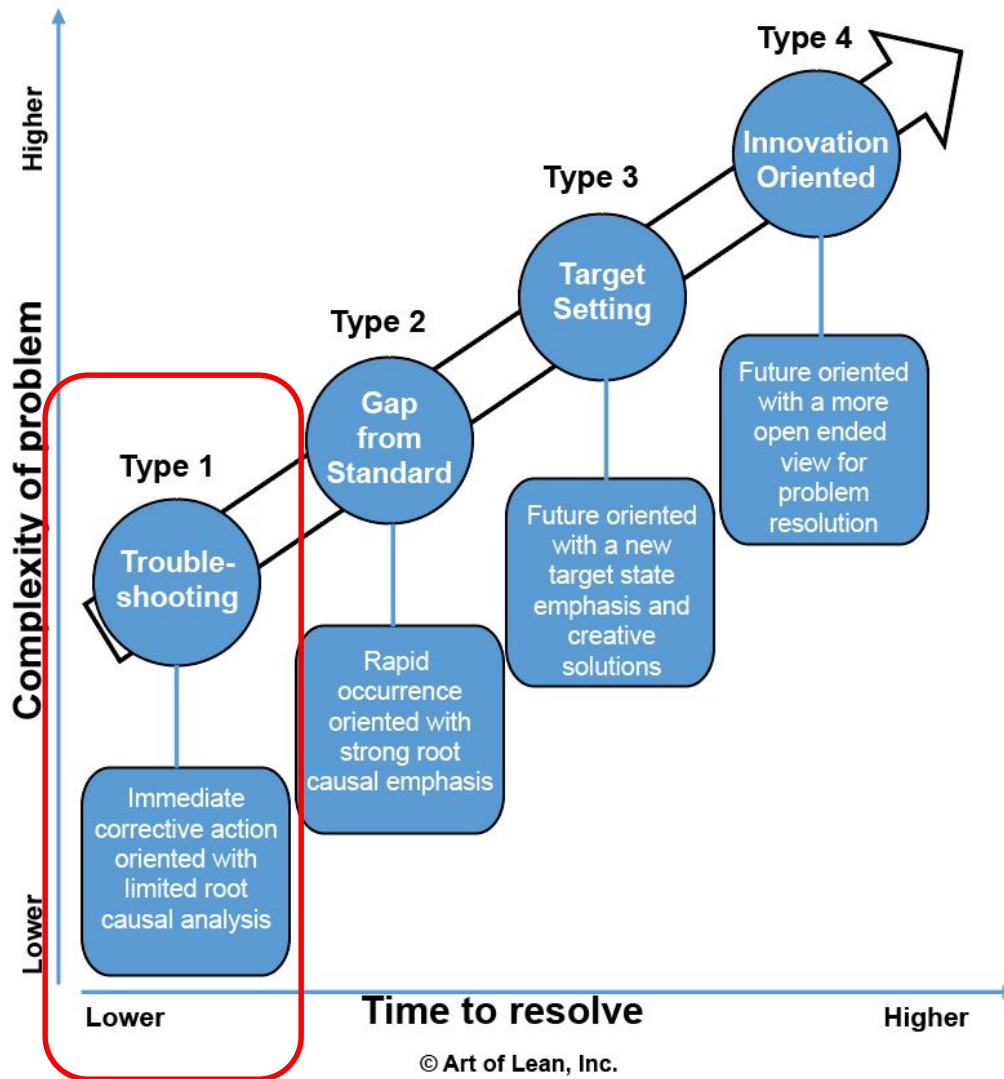 Type 4
Higher
Innovation
Oriented
Type 3
Target
Setting
Type 2
Gap
from
Standard
Future oriented
with a more
open ended
view for
problem
resolution
Complexity of problem
Type 1
Trouble-
shooting
Future oriented
with a new
target state
emphasis and
creative
solutions
Rapid
occurrence
oriented with
strong root
causal emphasis
Immediate
corrective action
oriented with
limited root
causal analysis
Lower
Lower
Time to resolve
Higher
© Art of Lean, Inc.